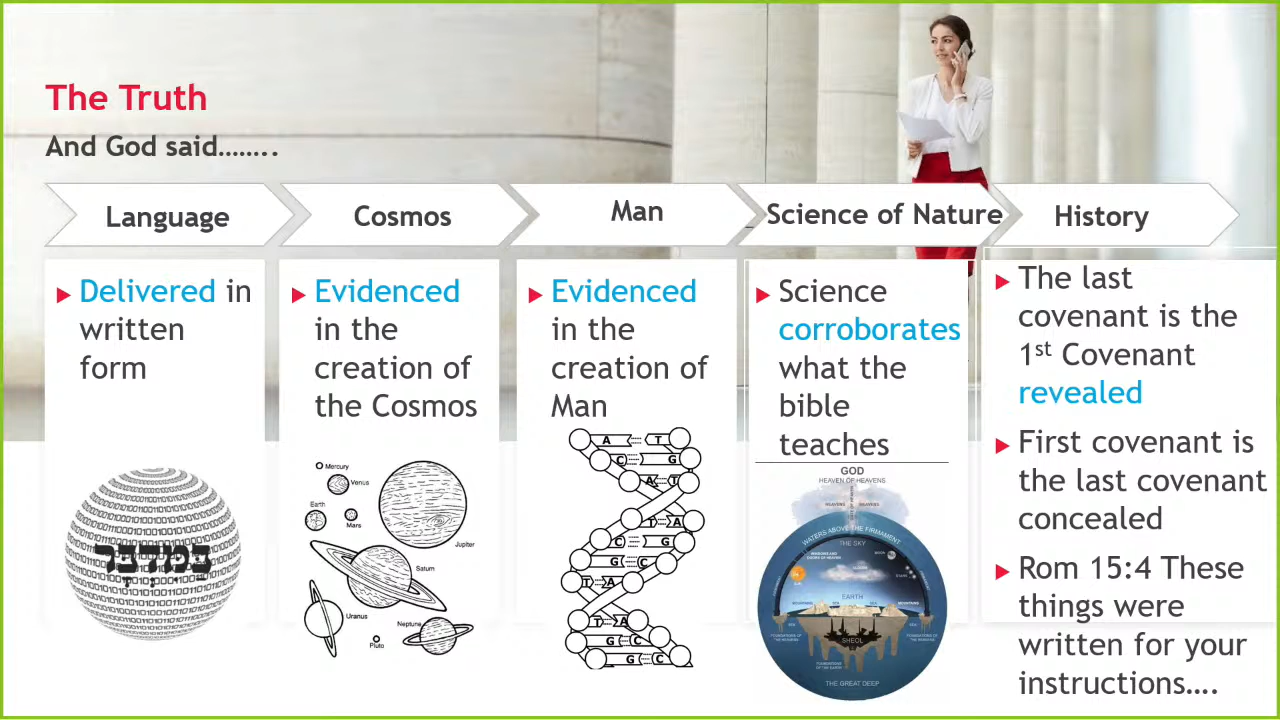 The Truth
And God said........
Language
Cosmos
Man
Science of Nature
History
Delivered in
written
form
במדבר
Evidenced
in the
creation of
the Cosmos
Mercury
Venus
Earth
Mars
Jupiter
Saturn
Uranus
Neptune
Pluto
Evidenced
in the
creation of
Man
A T
C G
A T
T A
C G
G C
T A
T A
G C
G C
Science
corroborates
what the
bible
teaches
GOD
HEAVEN OF HEAVENS
WATERS ABOVE THE FIRMAMENT
THE SKY
EARTH
SHEOL
THE GREAT DEEP
The last
covenant is the
1st Covenant
revealed
First covenant is
the last covenant
concealed
Rom 15:4 These
things were
written for your
instructions….